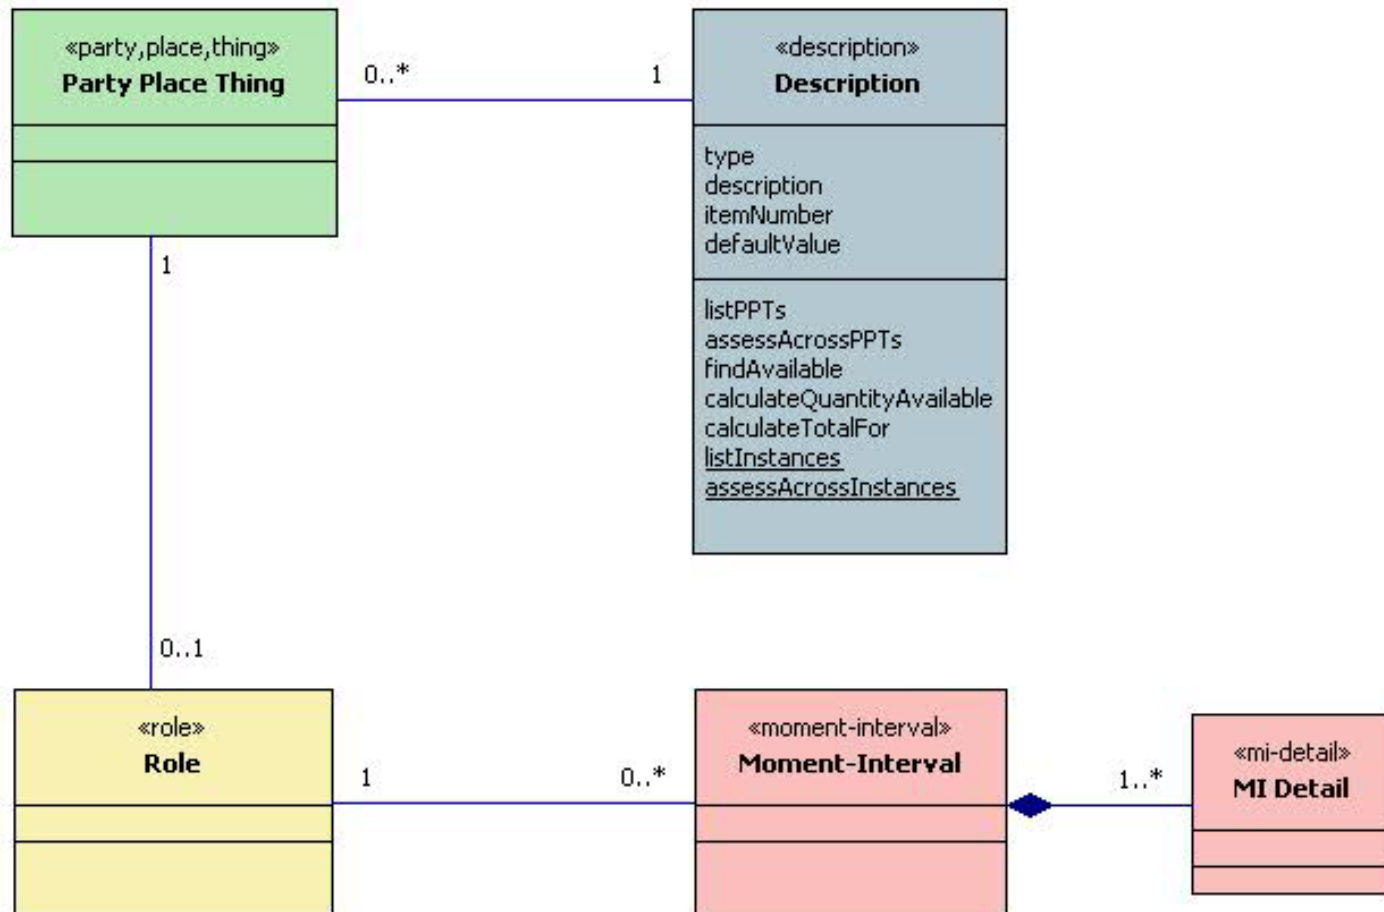 «party,place,thing»
Party Place Thing
0..*
1
«description»
Description
type
description
itemNumber
defaultValue
listPPTs
assessAcrossPPTs
findAvailable
calculateQuantityAvailable
calculateTotalFor
listInstances
assessAcrossInstances
1
0..1
«role»
Role
1
0..*
«moment-interval»
Moment-Interval
1..*
«mi-detail»
MI Detail